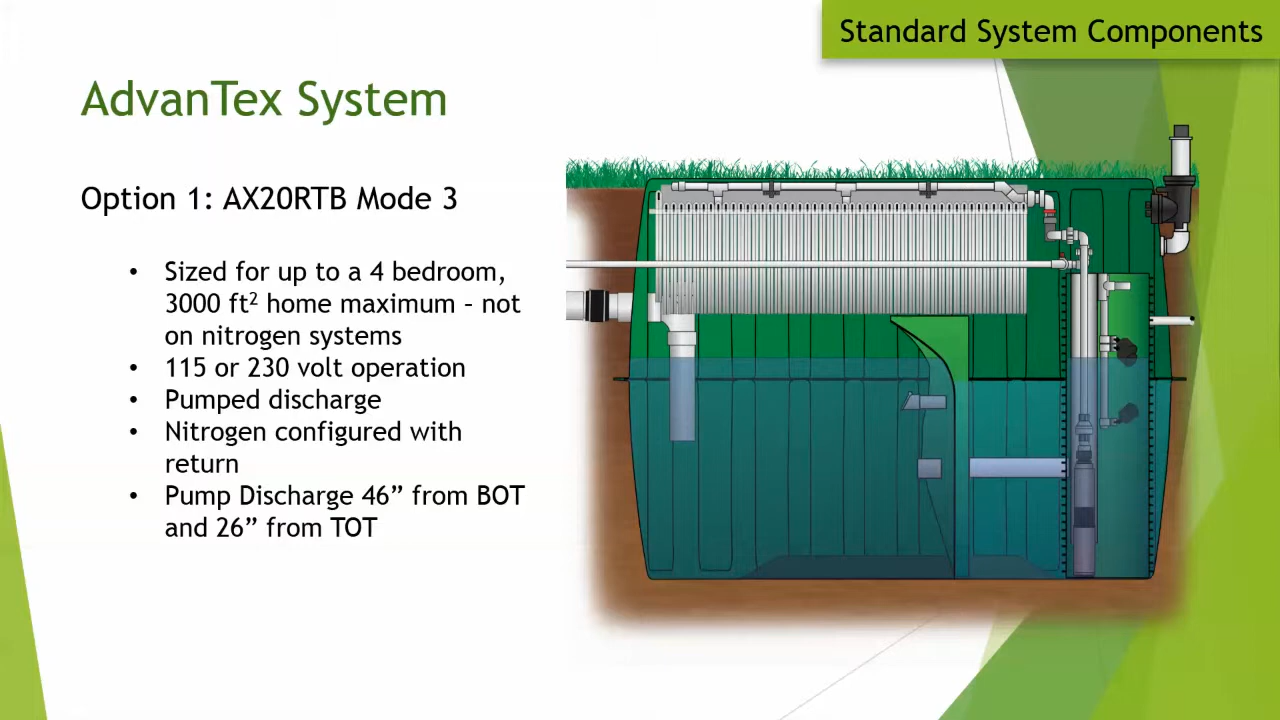 Standard System Components
AdvanTex System
Option 1: AX20RTB Mode 3
• Sized for up to a 4 bedroom,
3000 ft² home maximum – not
on nitrogen systems
• 115 or 230 volt operation
• Pumped discharge
• Nitrogen configured with
return
• Pump Discharge 46” from BOT
and 26” from TOT